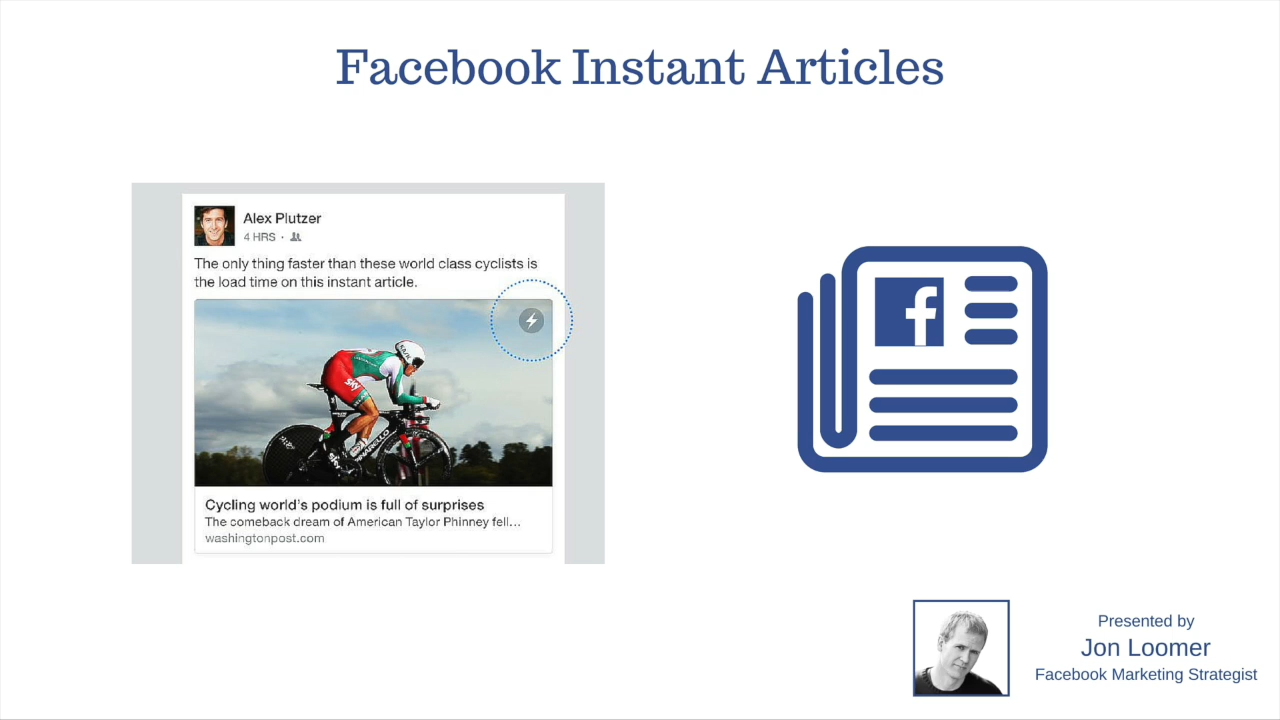 Facebook Instant Articles
Alex Plutzer
4 HRS ·
The only thing faster than these world class cyclists is
the load time on this instant article.
SKY
PINARELLO
Cycling world's podium is full of surprises
The comeback dream of American Taylor Phinney fell...
washingtonpost.com
f
Presented by
Jon Loomer
Facebook Marketing Strategist